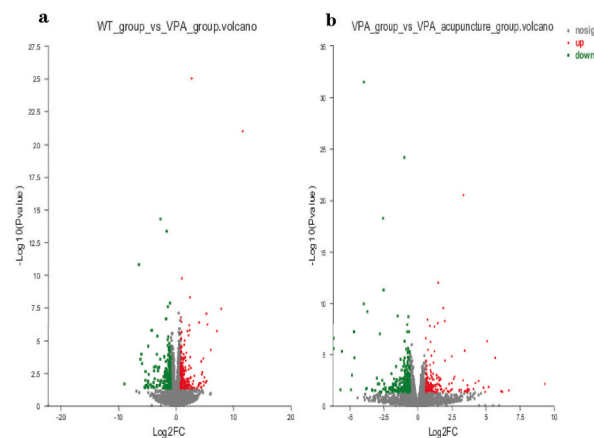 a
WT_group_vs_VPA_group.volcano
27.5
25
22.5
20
17.5
15
12.5
10
7.5
5
2.5
0
-20
-10
0
10
20
-Log10(Pvalue)
Log2FC
b
VPA_group_vs_VPA_acupuncture_group.volcano
nosig
up
down
35
30
25
20
15
10
5
0
-5
-2.5
0
2.5
5
7.5
10
-Log10(Pvalue)
Log2FC